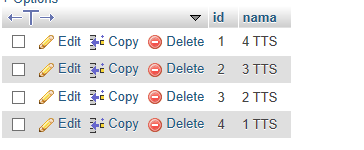 + Options
id nama
Edit Copy Delete 1 4 TTS
Edit Copy Delete 2 3 TTS
Edit Copy Delete 3 2 TTS
Edit Copy Delete 4 1 TTS